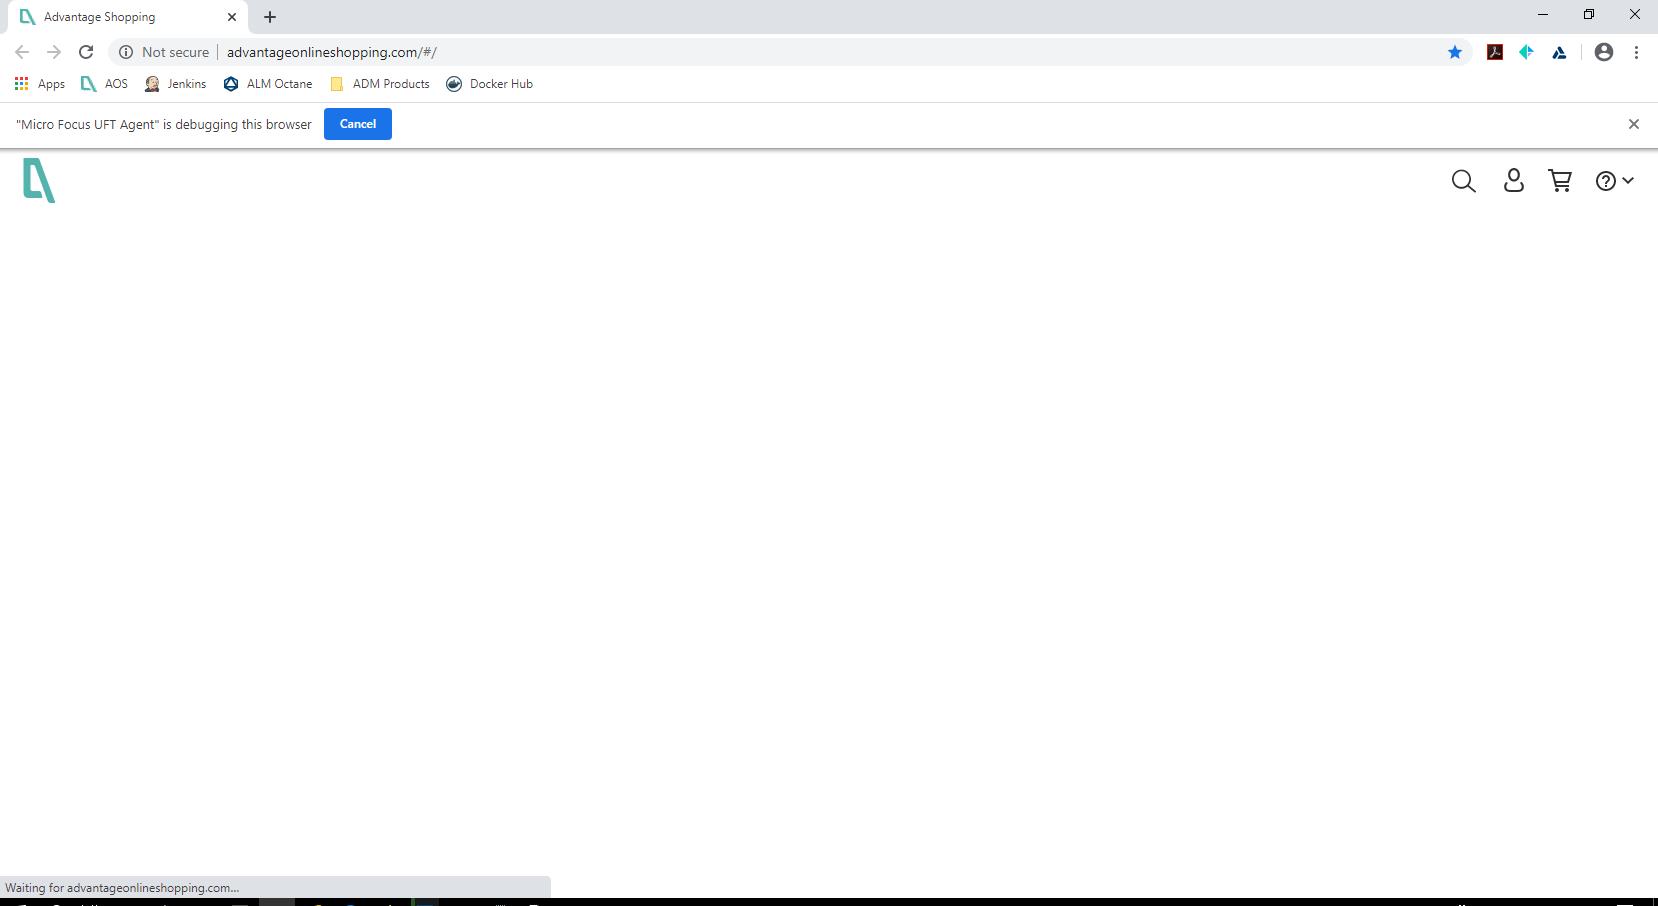 Advantage Shopping
Not secure advantageonlineshopping.com/#/
Apps AOS Jenkins ALM Octane ADM Products Docker Hub
"Micro Focus UFT Agent" is debugging this browser Cancel
Waiting for advantageonlineshopping.com...